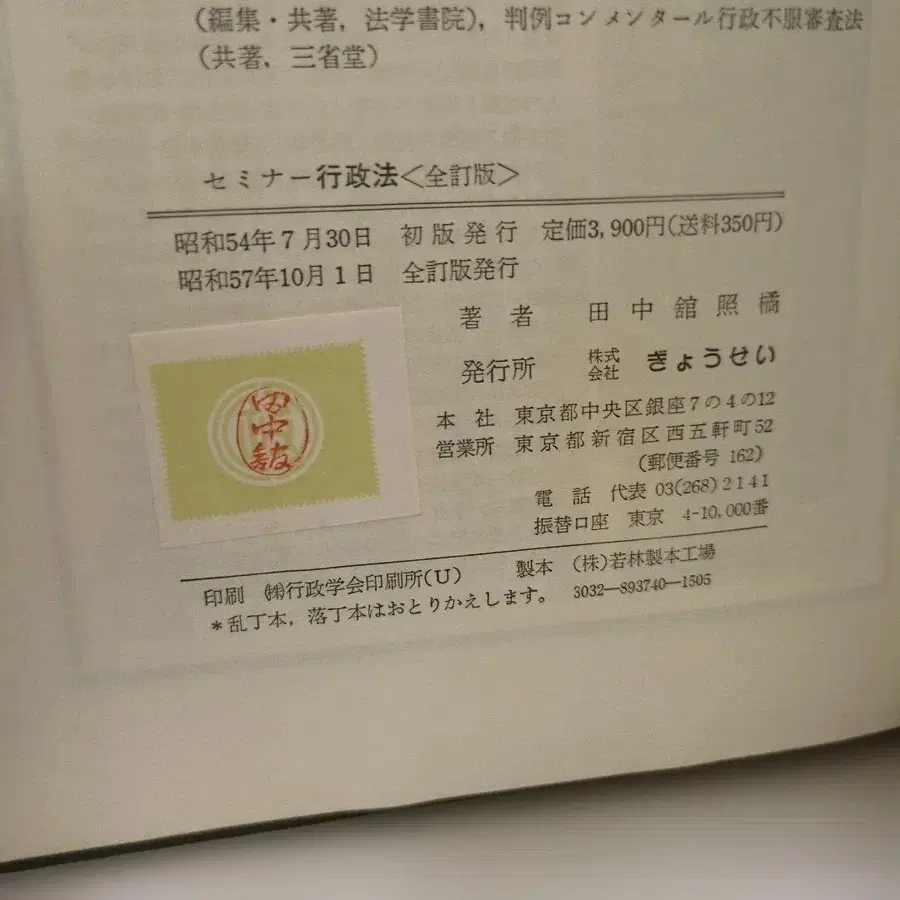 (編集・共著，法学書院)，判例コンメンタール行政不服審査法
(共著，三省堂)
セミナー行政法＜全訂版＞
昭和54年7月30日 初版発行 定価3,900円(送料350円)
昭和57年10月1日 全訂版発行
著者 田中舘照橘
発行所 株式会社 ぎょうせい
本社 東京都中央区銀座7の4の12
営業所 東京都新宿区西五軒町52
(郵便番号 162)
電話 代表 03(268)2141
振替口座 東京 4-10,000番
田中舘
印刷 ㈱行政学会印刷所(U) 製本 (株)若林製本工場
＊乱丁本，落丁本はおとりかえします。 3032—893740—1505